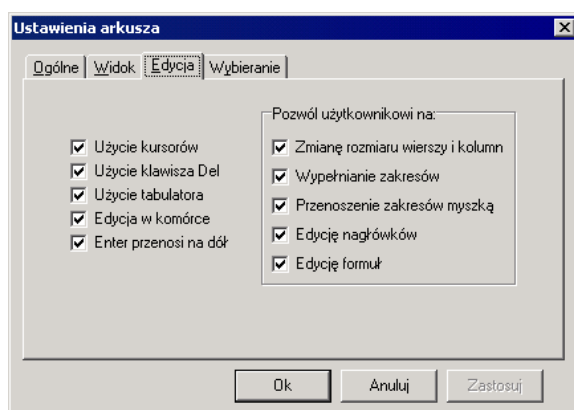 Ustawienia arkusza
Ogólne Widok Edycja Wybieranie
Użycie kursorów
Użycie klawisza Del
Użycie tabulatora
Edycja w komórce
Enter przenosi na dół
Pozwól użytkownikowi na:
Zmianę rozmiaru wierszy i kolumn
Wypełnianie zakresów
Przenoszenie zakresów myszką
Edycję nagłówków
Edycję formuł
Ok Anuluj Zastosuj